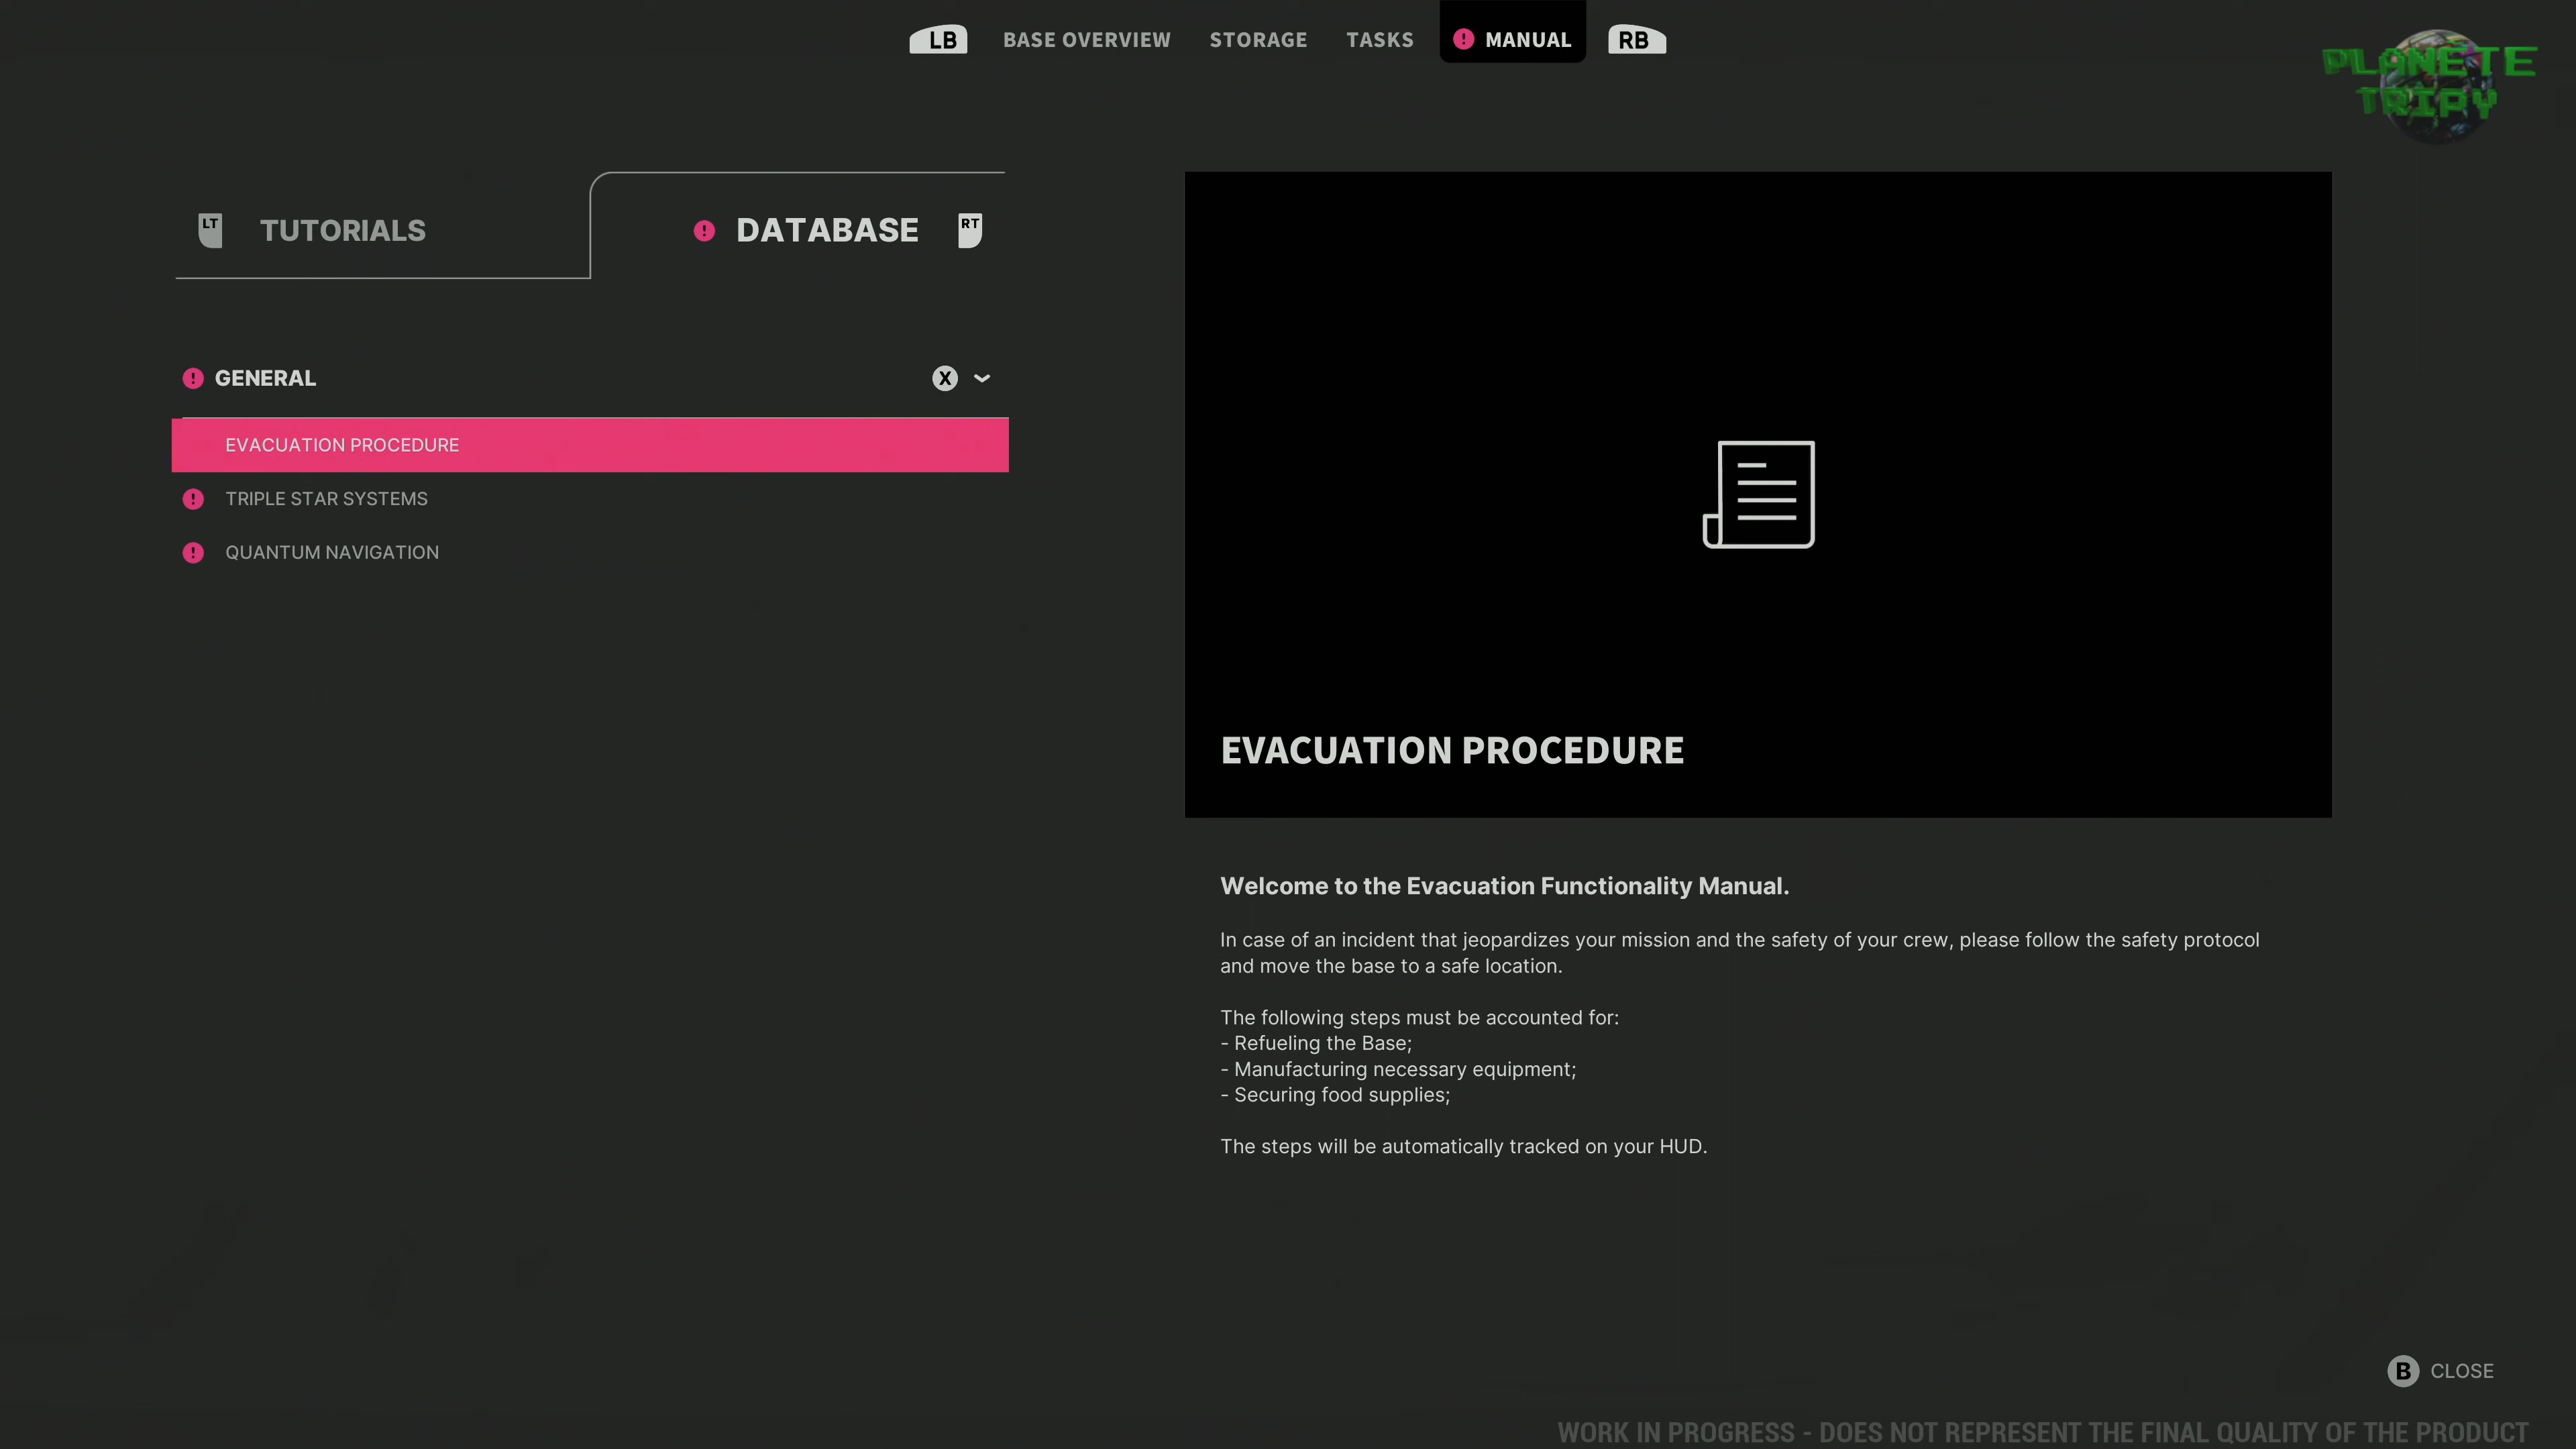 LB BASE OVERVIEW STORAGE TASKS ! MANUAL RB
PLANETE
TRIPY
LT TUTORIALS ! DATABASE RT
! GENERAL X
EVACUATION PROCEDURE
! TRIPLE STAR SYSTEMS
! QUANTUM NAVIGATION
EVACUATION PROCEDURE
Welcome to the Evacuation Functionality Manual.
In case of an incident that jeopardizes your mission and the safety of your crew, please follow the safety protocol
and move the base to a safe location.
The following steps must be accounted for:
- Refueling the Base;
- Manufacturing necessary equipment;
- Securing food supplies;
The steps will be automatically tracked on your HUD.
B CLOSE
WORK IN PROGRESS - DOES NOT REPRESENT THE FINAL QUALITY OF THE PRODUCT